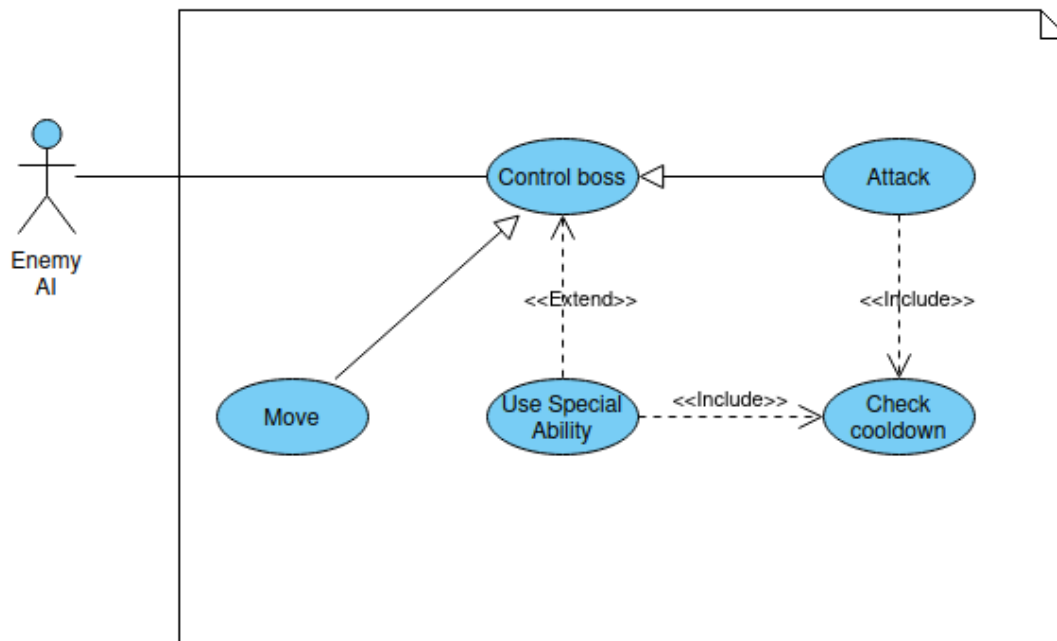 Control boss
Attack
Enemy
AI
<<Extend>>
<<Include>>
Move
Use Special
Ability
<<Include>>
Check
cooldown